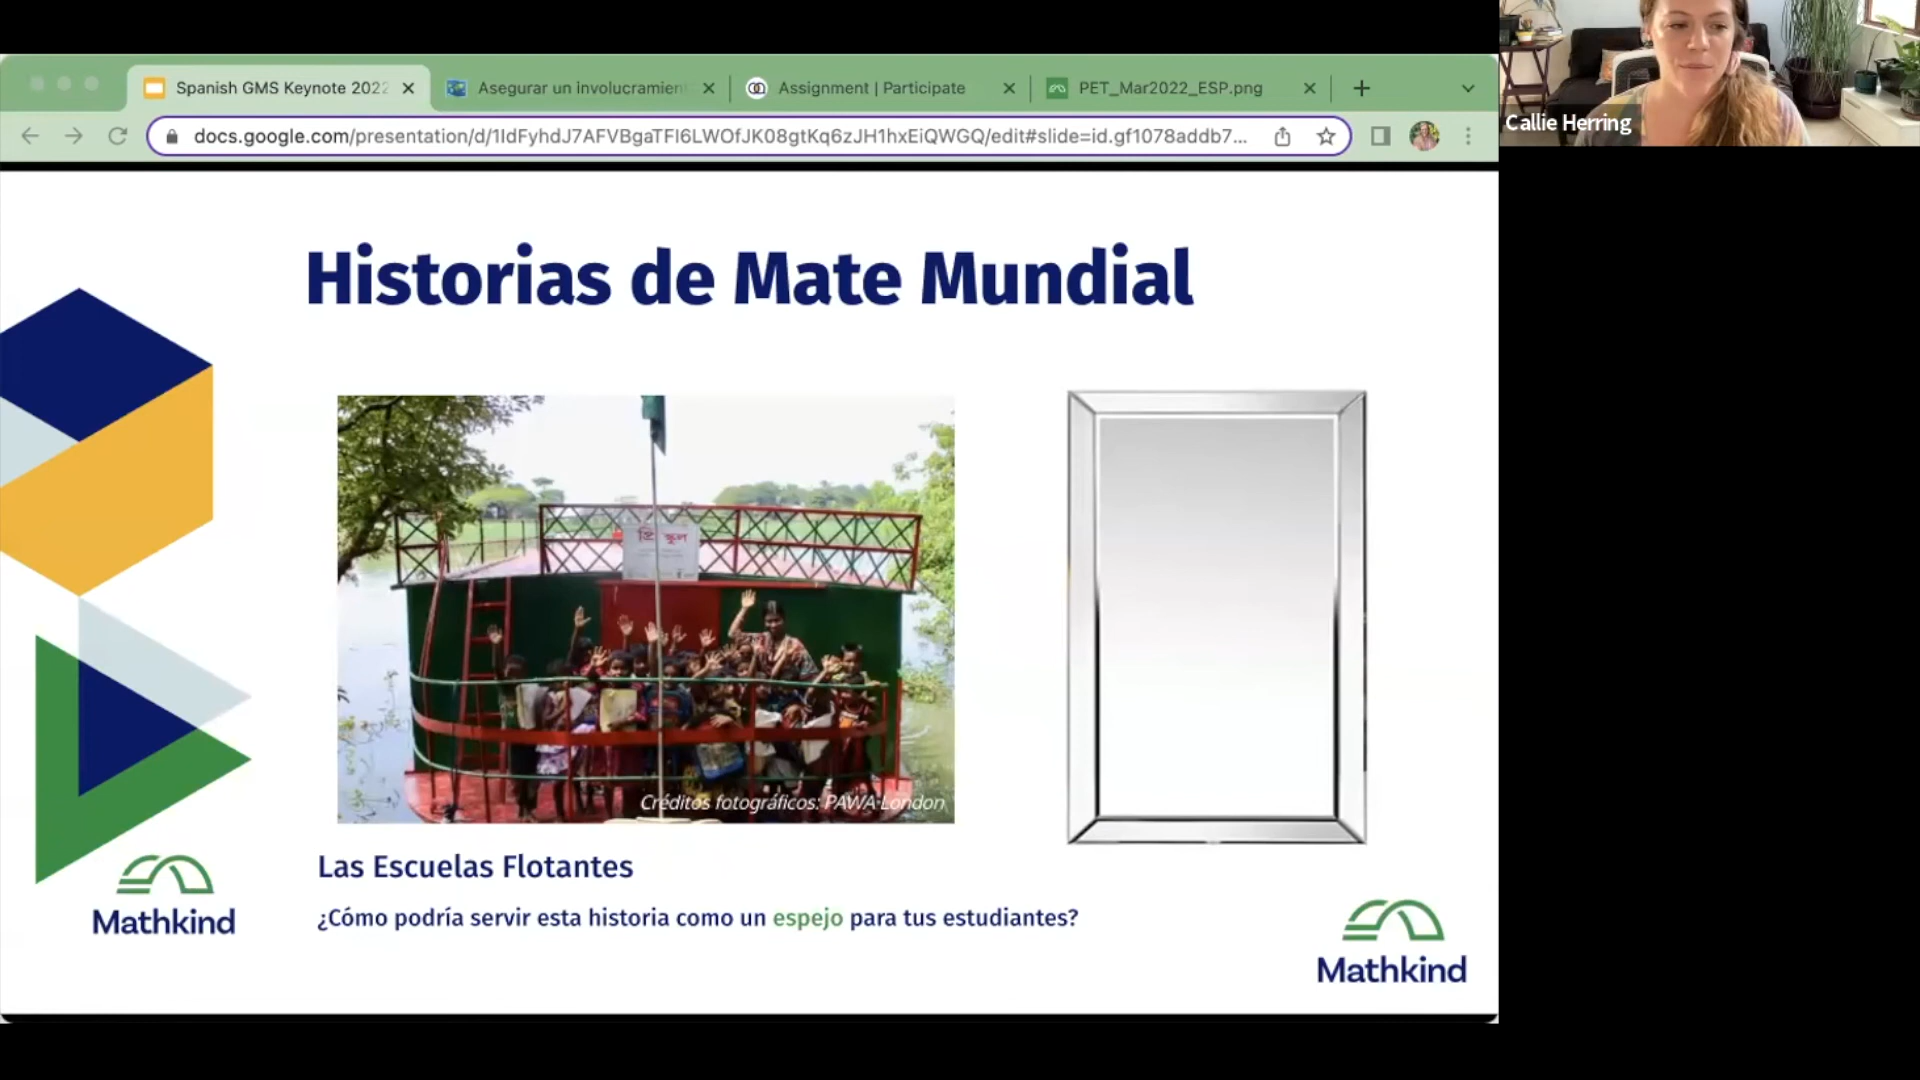 Spanish GMS Keynote 2022
Asegurar un involucramien
Assignment | Participate
PET_Mar2022_ESP.png
docs.google.com/presentation/d/1IdFyhdJ7AFVBgaTFI6LWOfJK08gtKq6zJH1hxEiQWGQ/edit#slide=id.gf1078addb7...
Callie Herring
Historias de Mate Mundial
স্কুল
Créditos fotográficos: PAWA-London
Las Escuelas Flotantes
¿Cómo podría servir esta historia como un espejo para tus estudiantes?
Mathkind
Mathkind